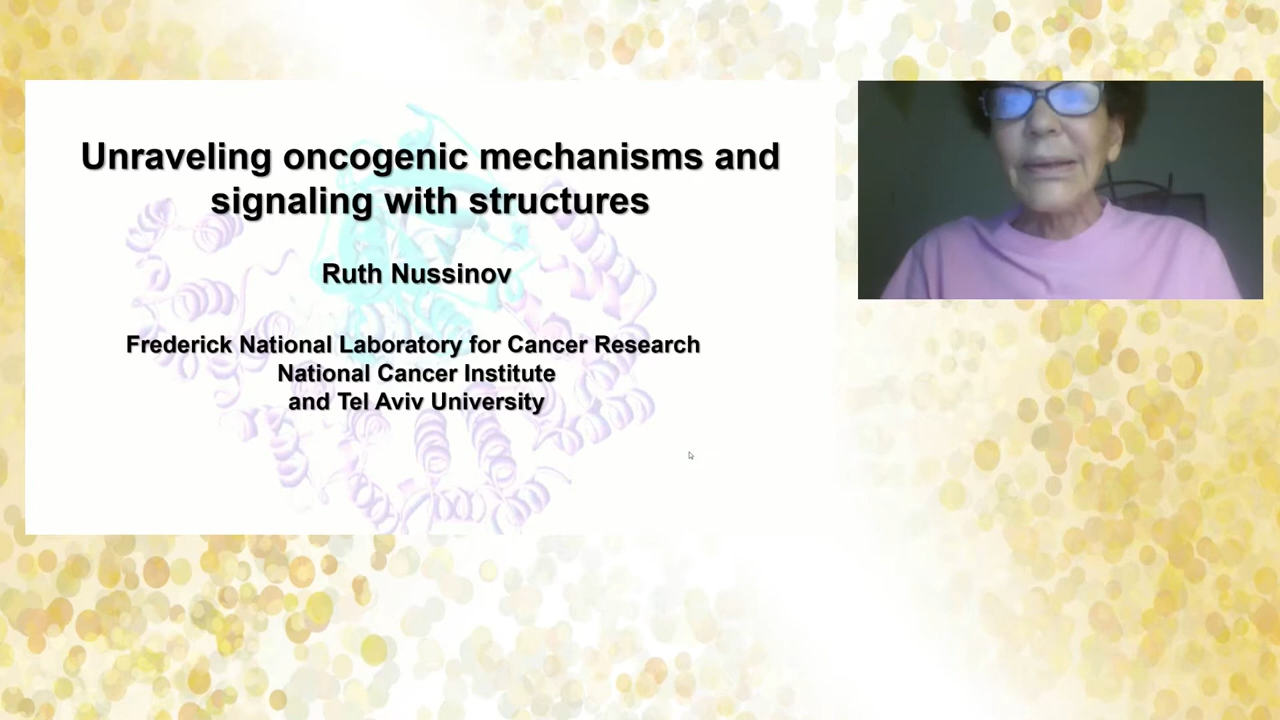 Unraveling oncogenic mechanisms and
signaling with structures
Ruth Nussinov
Frederick National Laboratory for Cancer Research
National Cancer Institute
and Tel Aviv University